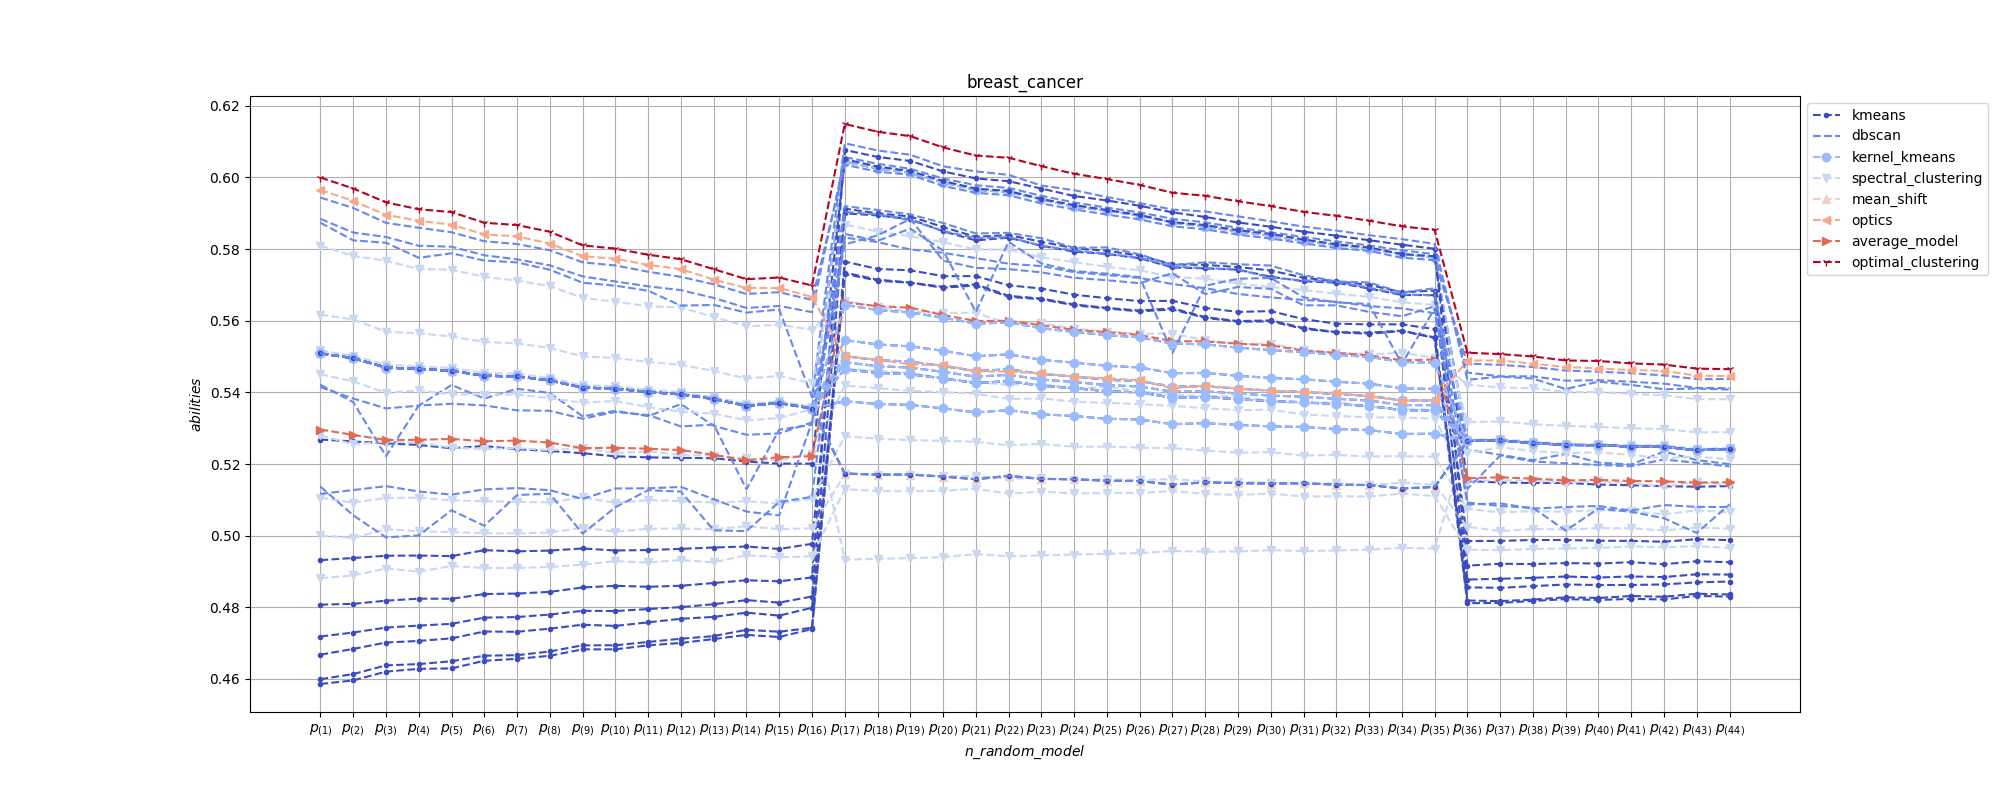 breast_cancer
0.62
0.60
0.58
0.56
0.54
0.52
0.50
0.48
0.46
abilities
p(1) p(2) p(3) p(4) p(5) p(6) p(7) p(8) p(9) p(10) p(11) p(12) p(13) p(14) p(15) p(16) p(17) p(18) p(19) p(20) p(21) p(22) p(23) p(24) p(25) p(26) p(27) p(28) p(29) p(30) p(31) p(32) p(33) p(34) p(35) p(36) p(37) p(38) p(39) p(40) p(41) p(42) p(43) p(44)
n_random_model
kmeans
dbscan
kernel_kmeans
spectral_clustering
mean_shift
optics
average_model
optimal_clustering